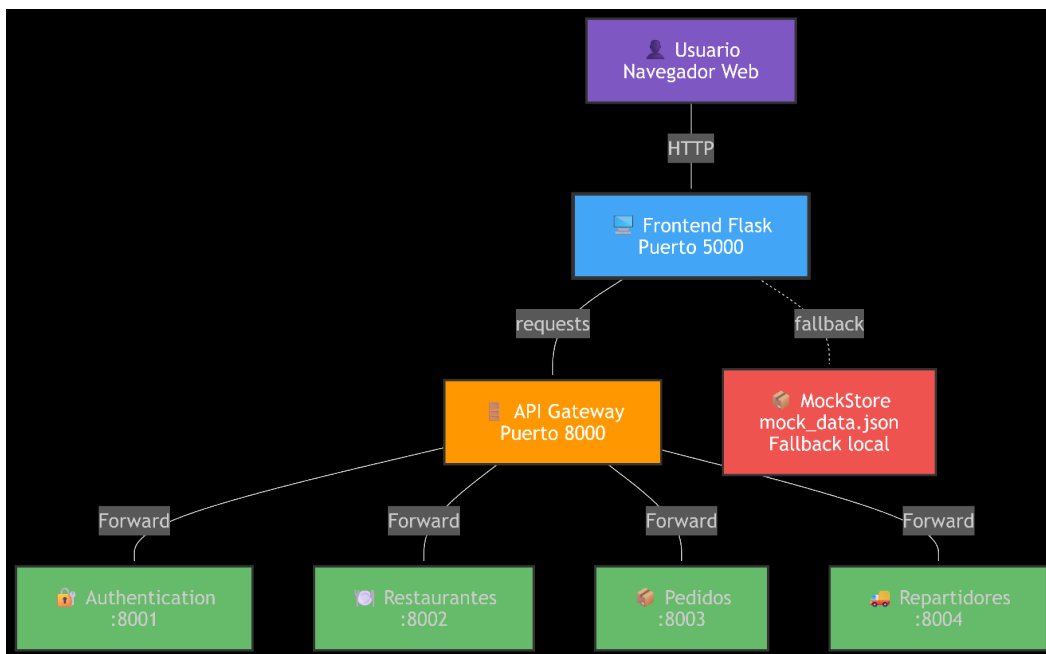 Usuario
Navegador Web
HTTP
Frontend Flask
Puerto 5000
requests
fallback
API Gateway
Puerto 8000
MockStore
mock_data.json
Fallback local
Forward
Forward
Forward
Forward
Authentication
:8001
Restaurantes
:8002
Pedidos
:8003
Repartidores
:8004